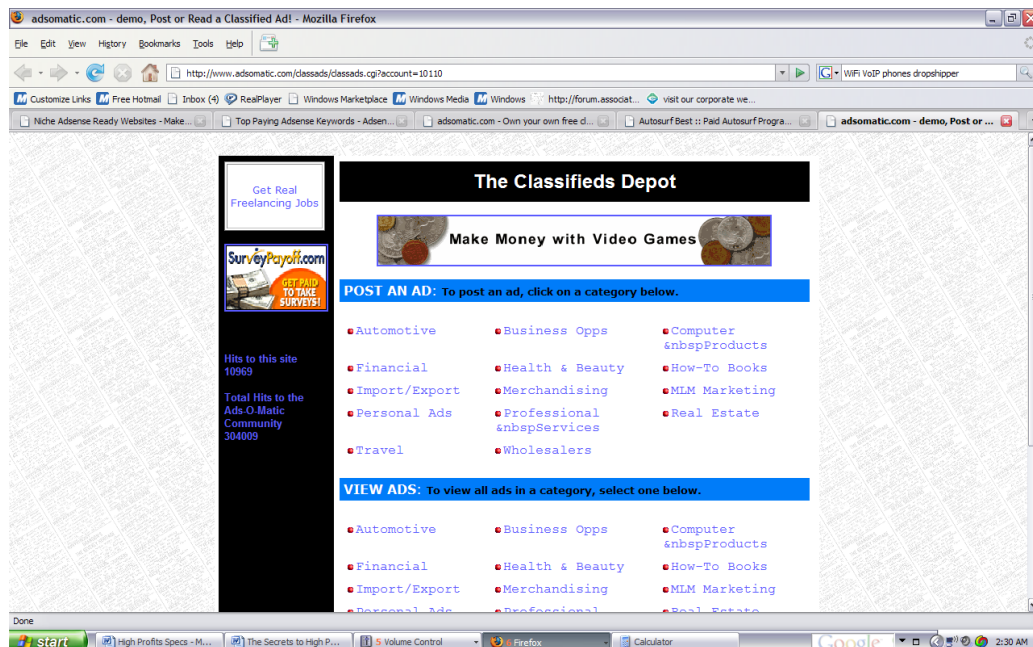 adsomatic.com - demo, Post or Read a Classified Ad! - Mozilla Firefox
File Edit View History Bookmarks Tools Help
http://www.adsomatic.com/classads/classads.cgi?account=10110
WiFi VoIP phones dropshipper
Customize Links Free Hotmail Inbox (4) RealPlayer Windows Marketplace Windows Media Windows http://forum.associat... visit our corporate we...
Niche Adsense Ready Websites - Make... Top Paying Adsense Keywords - Adsen... adsomatic.com - Own your own free cl... Autosurf Best :: Paid Autosurf Progra... adsomatic.com - demo, Post or ...
Get Real
Freelancing Jobs
SurveyPayoff.com
GET PAID
TO TAKE
SURVEYS!
Hits to this site
10969
Total Hits to the
Ads-O-Matic
Community
304009
The Classifieds Depot
Make Money with Video Games
POST AN AD: To post an ad, click on a category below.
Automotive Business Opps Computer
&nbspProducts
Financial Health & Beauty How-To Books
Import/Export Merchandising MLM Marketing
Personal Ads Professional Real Estate
&nbspServices
Travel Wholesalers
VIEW ADS: To view all ads in a category, select one below.
Automotive Business Opps Computer
&nbspProducts
Financial Health & Beauty How-To Books
Import/Export Merchandising MLM Marketing
Personal Ads Professional Real Estate
Done
start High Profits Specs - M... The Secrets to High P... 5 Volume Control 6 Firefox Calculator Google 2:30 AM